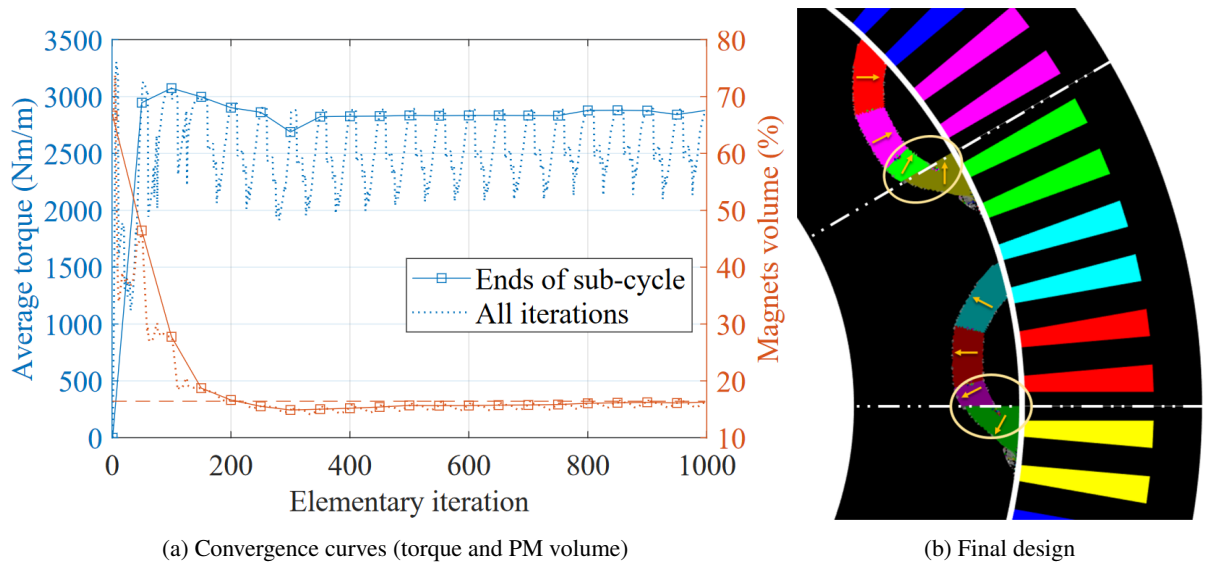 3500
3000
2500
2000
1500
1000
500
0
Average torque (Nm/m)
80
70
60
50
40
30
20
10
Magnets volume (%)
Ends of sub-cycle
All iterations
0 200 400 600 800 1000
Elementary iteration
(a) Convergence curves (torque and PM volume)
(b) Final design